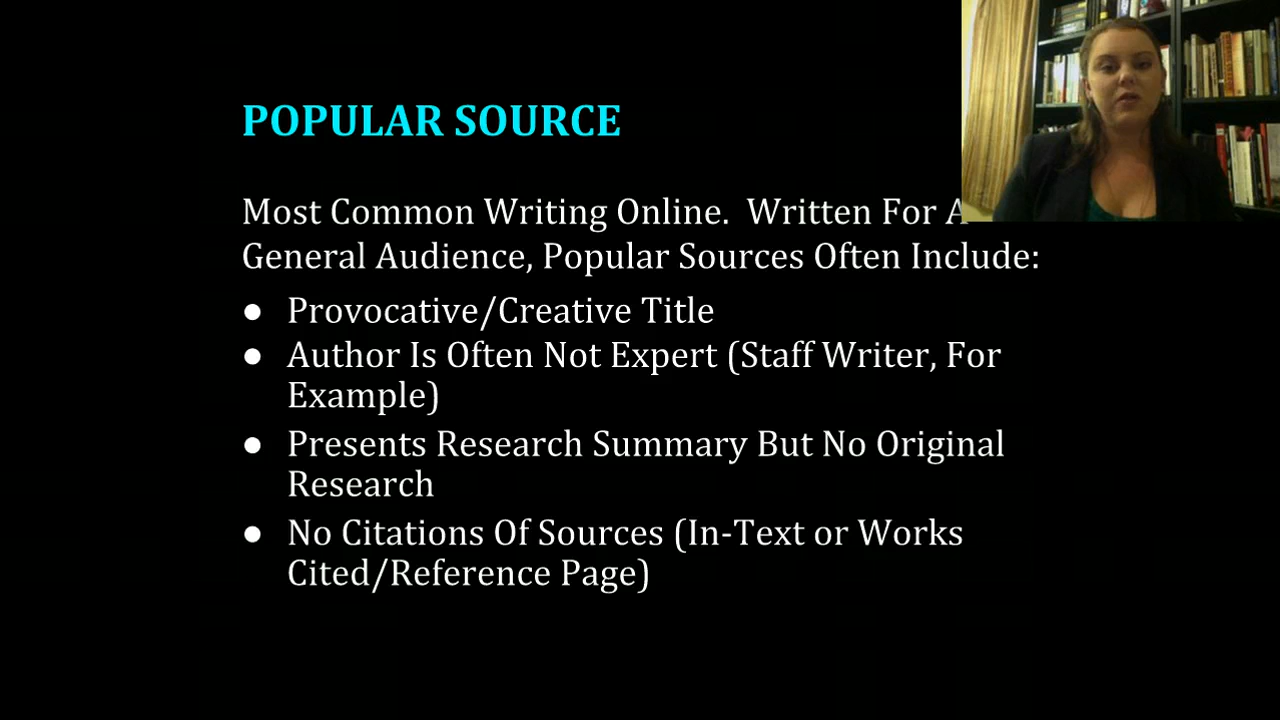 POPULAR SOURCE
Most Common Writing Online.  Written For A
General Audience, Popular Sources Often Include:
● Provocative/Creative Title
● Author Is Often Not Expert (Staff Writer, For
Example)
● Presents Research Summary But No Original
Research
● No Citations Of Sources (In-Text or Works
Cited/Reference Page)